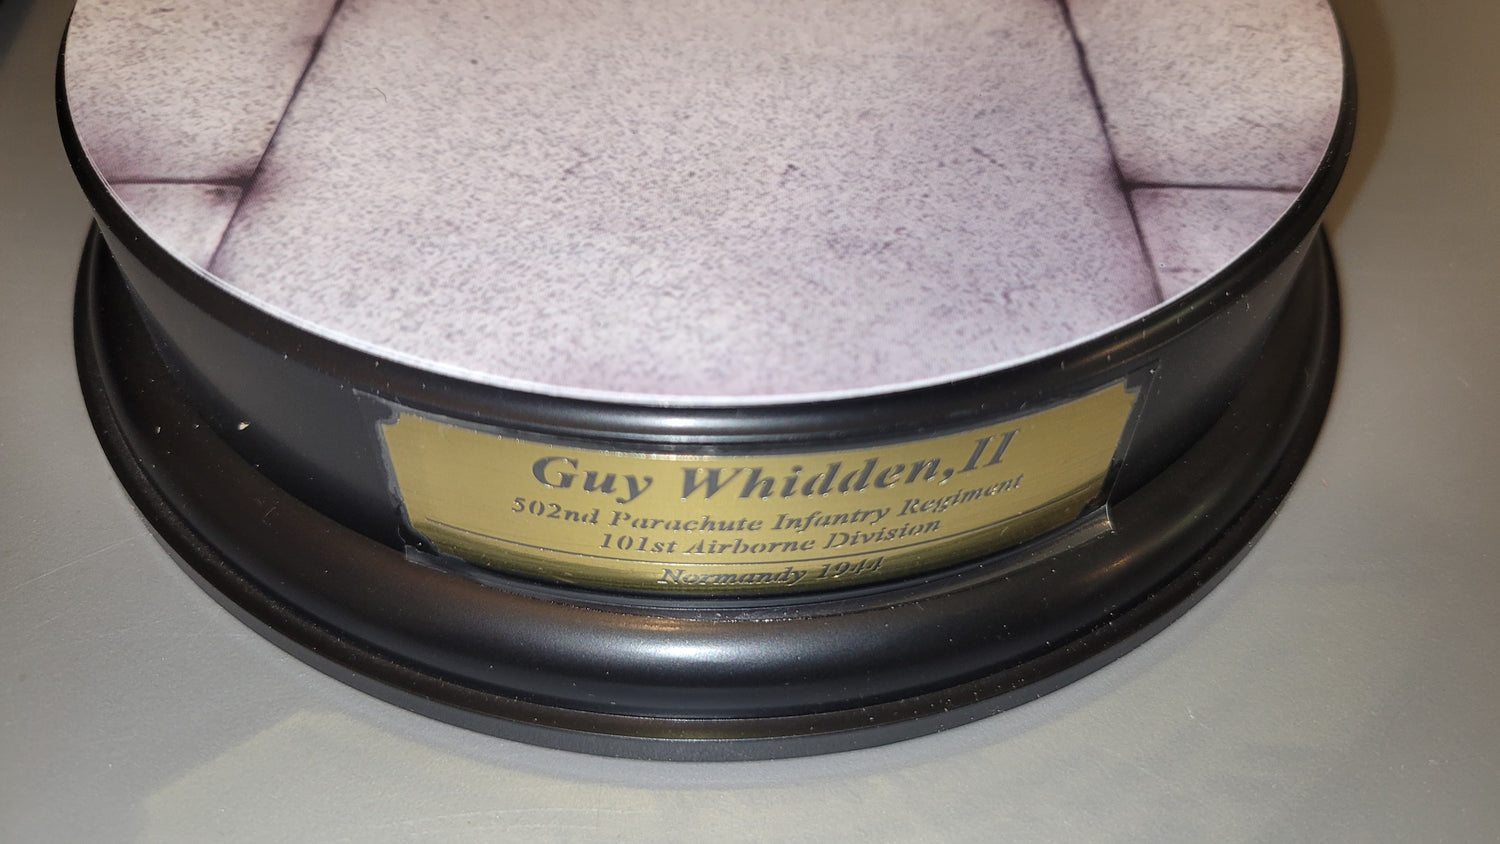 Guy Whidden,II
502nd Parachute Infantry Regiment
101st Airborne Division
Normandy 1944